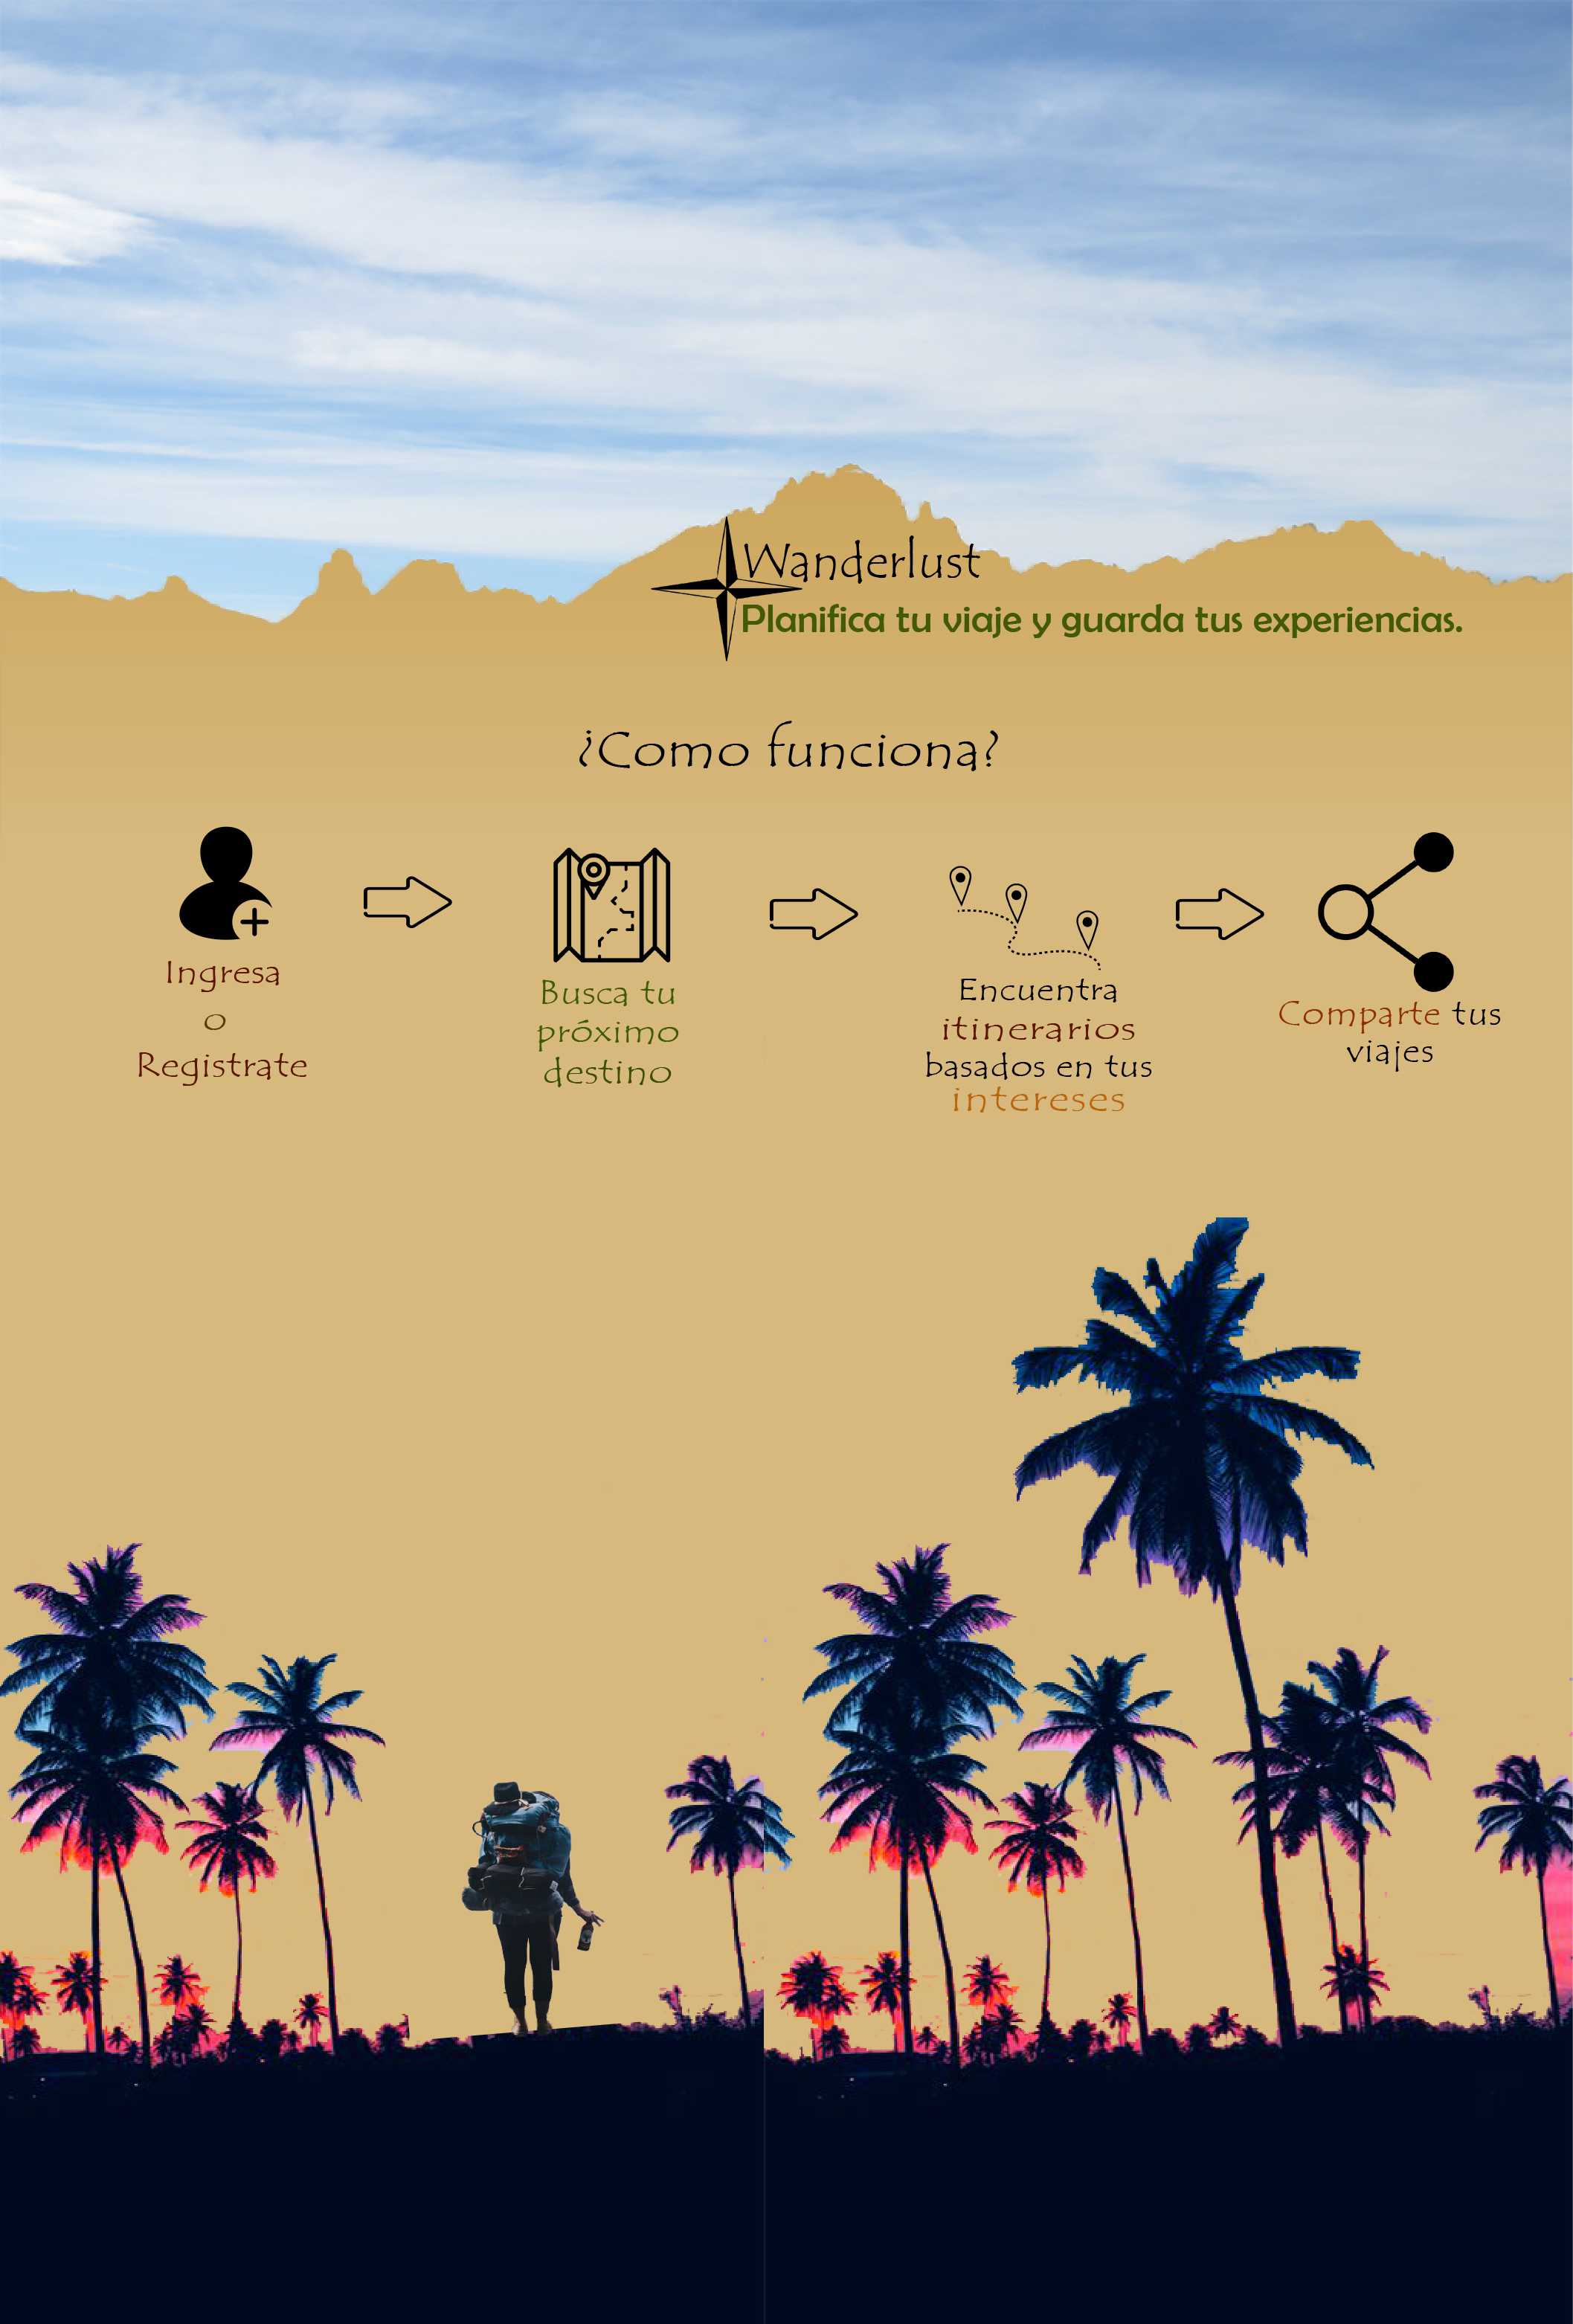 Wanderlust
Planifica tu viaje y guarda tus experiencias.
¿Como funciona?
Ingresa
o
Registrate
Busca tu
próximo
destino
Encuentra
itinerarios
basados en tus
intereses
Comparte tus
viajes